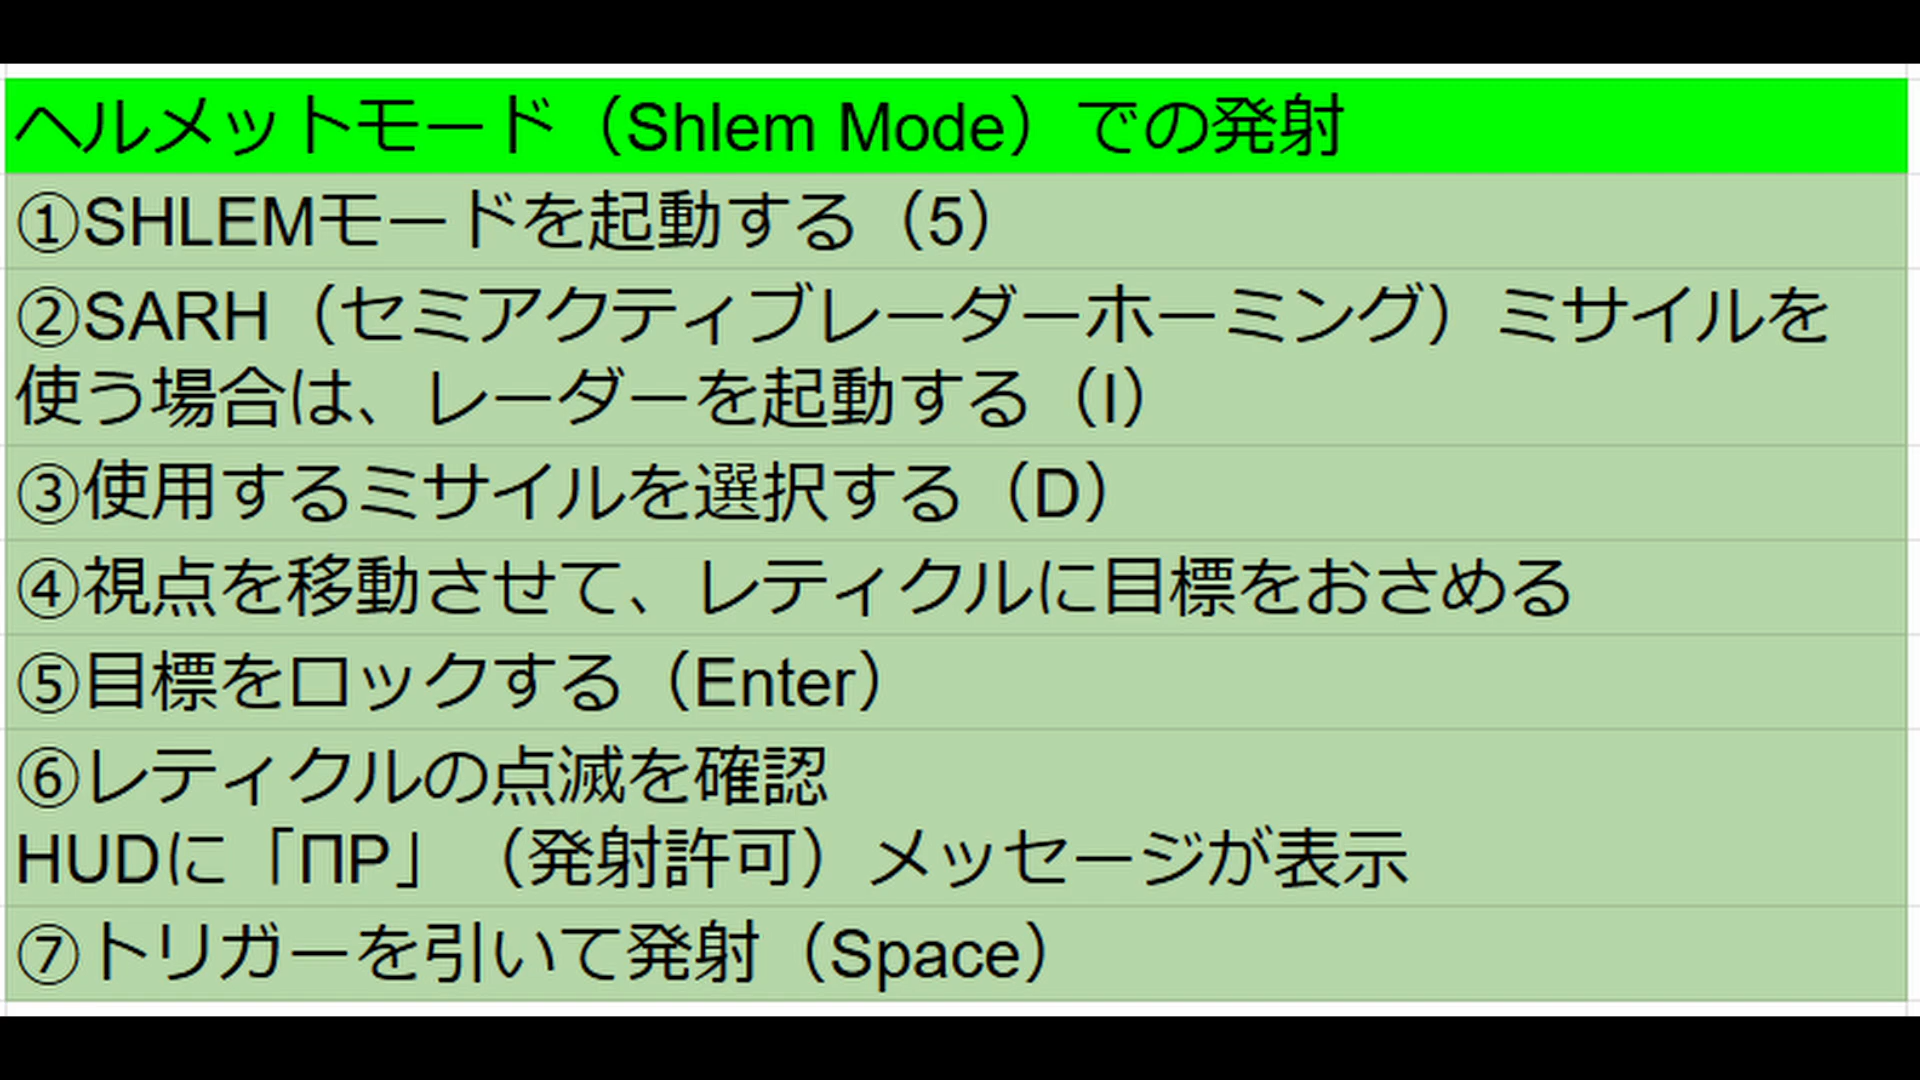 ヘルメットモード（Shlem Mode）での発射
①SHLEMモードを起動する（5）
②SARH（セミアクティブレーダーホーミング）ミサイルを
使う場合は、レーダーを起動する（I）
③使用するミサイルを選択する（D）
④視点を移動させて、レティクルに目標をおさめる
⑤目標をロックする（Enter）
⑥レティクルの点滅を確認
HUDに「ПР」（発射許可）メッセージが表示
⑦トリガーを引いて発射（Space）